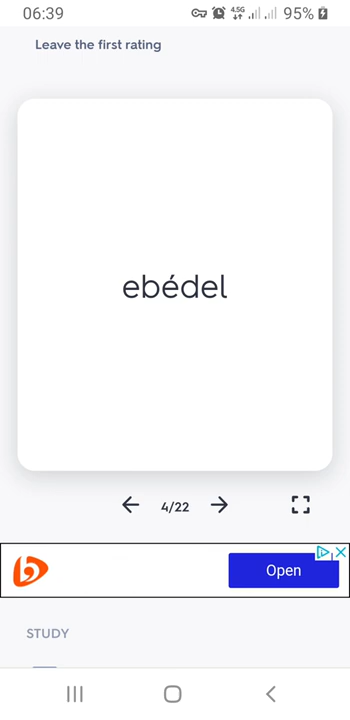 06:39
4.5G
95%
Leave the first rating
ebédel
4/22
Open
STUDY